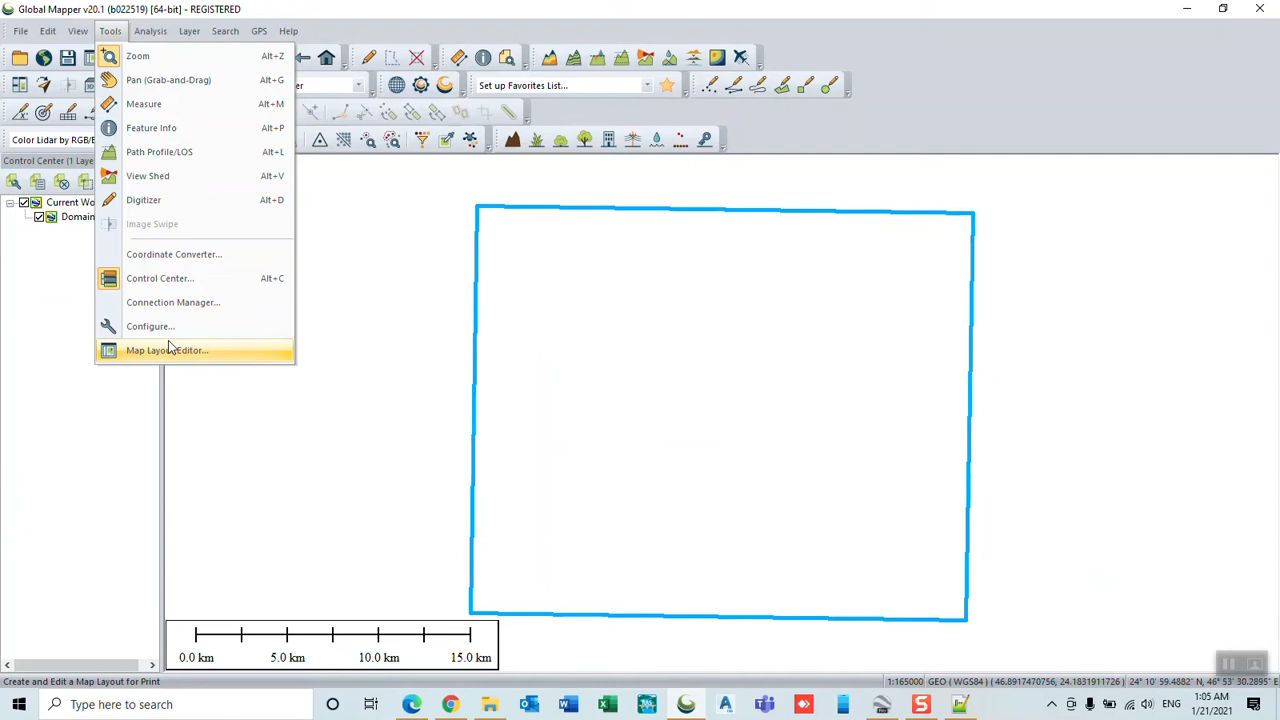 Global Mapper v20.1 (b022519) [64-bit] - REGISTERED
File Edit View Tools Analysis Layer Search GPS Help
Zoom Alt+Z
Pan (Grab-and-Drag) Alt+G
Measure Alt+M
Feature Info Alt+P
Path Profile/LOS Alt+L
View Shed Alt+V
Digitizer Alt+D
Image Swipe
Coordinate Converter...
Control Center... Alt+C
Connection Manager...
Configure...
Map Layout Editor...
Set up Favorites List...
Color Lidar by RGB/E
Control Center (1 Laye
Current Wo
Domain
0.0 km 5.0 km 10.0 km 15.0 km
Create and Edit a Map Layout for Print
1:165000 GEO (WGS84) ( 46.8917470756, 24.1831911726 ) 24° 10' 59.4882" N, 46° 53' 30.2895" E
Type here to search
ENG
1:05 AM
1/21/2021